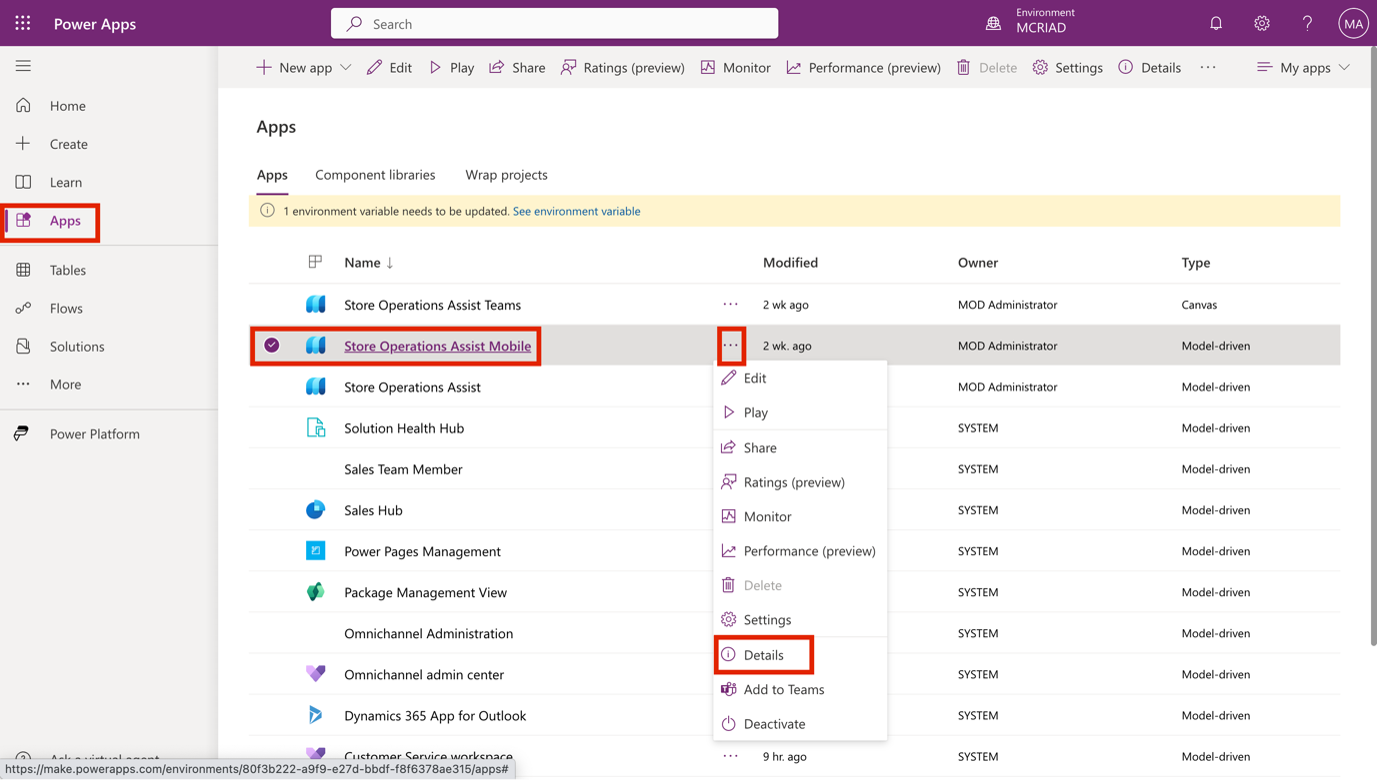 Power Apps
Search
Environment
MCRIAD
?
MA
New app
Edit
Play
Share
Ratings (preview)
Monitor
Performance (preview)
Delete
Settings
Details
...
My apps
Home
Create
Learn
Apps
Tables
Flows
Solutions
More
Power Platform
Ask a virtual agent
Apps
Apps Component libraries Wrap projects
1 environment variable needs to be updated. See environment variable
Name ↓ Modified Owner Type
Store Operations Assist Teams ... 2 wk ago MOD Administrator Canvas
Store Operations Assist Mobile ... 2 wk. ago MOD Administrator Model-driven
Store Operations Assist MOD Administrator Model-driven
Solution Health Hub SYSTEM Model-driven
Sales Team Member SYSTEM Model-driven
Sales Hub SYSTEM Model-driven
Power Pages Management SYSTEM Model-driven
Package Management View SYSTEM Model-driven
Omnichannel Administration SYSTEM Model-driven
Omnichannel admin center SYSTEM Model-driven
Dynamics 365 App for Outlook SYSTEM Model-driven
Customer Service workspace ... 9 hr. ago SYSTEM Model-driven
Edit
Play
Share
Ratings (preview)
Monitor
Performance (preview)
Delete
Settings
Details
Add to Teams
Deactivate
https://make.powerapps.com/environments/80f3b222-a9f9-e27d-bbdf-f8f6378ae315/apps#